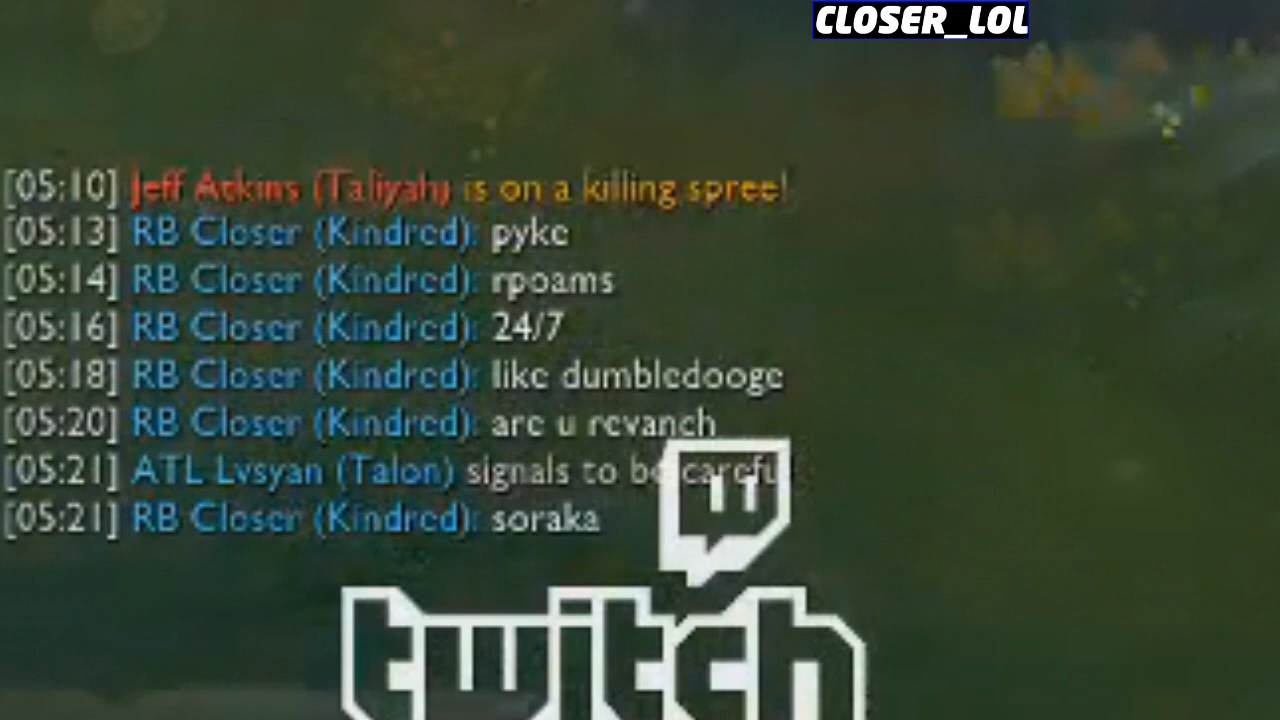 CLOSER_LOL
[05:10] Jeff Atkins (Taliyah) is on a killing spree!
[05:13] RB Closer (Kindred): pyke
[05:14] RB Closer (Kindred): rpoams
[05:16] RB Closer (Kindred): 24/7
[05:18] RB Closer (Kindred): like dumbledooge
[05:20] RB Closer (Kindred): are u revanch
[05:21] ATL Lvsyan (Talon) signals to be careful
[05:21] RB Closer (Kindred): soraka
twitch